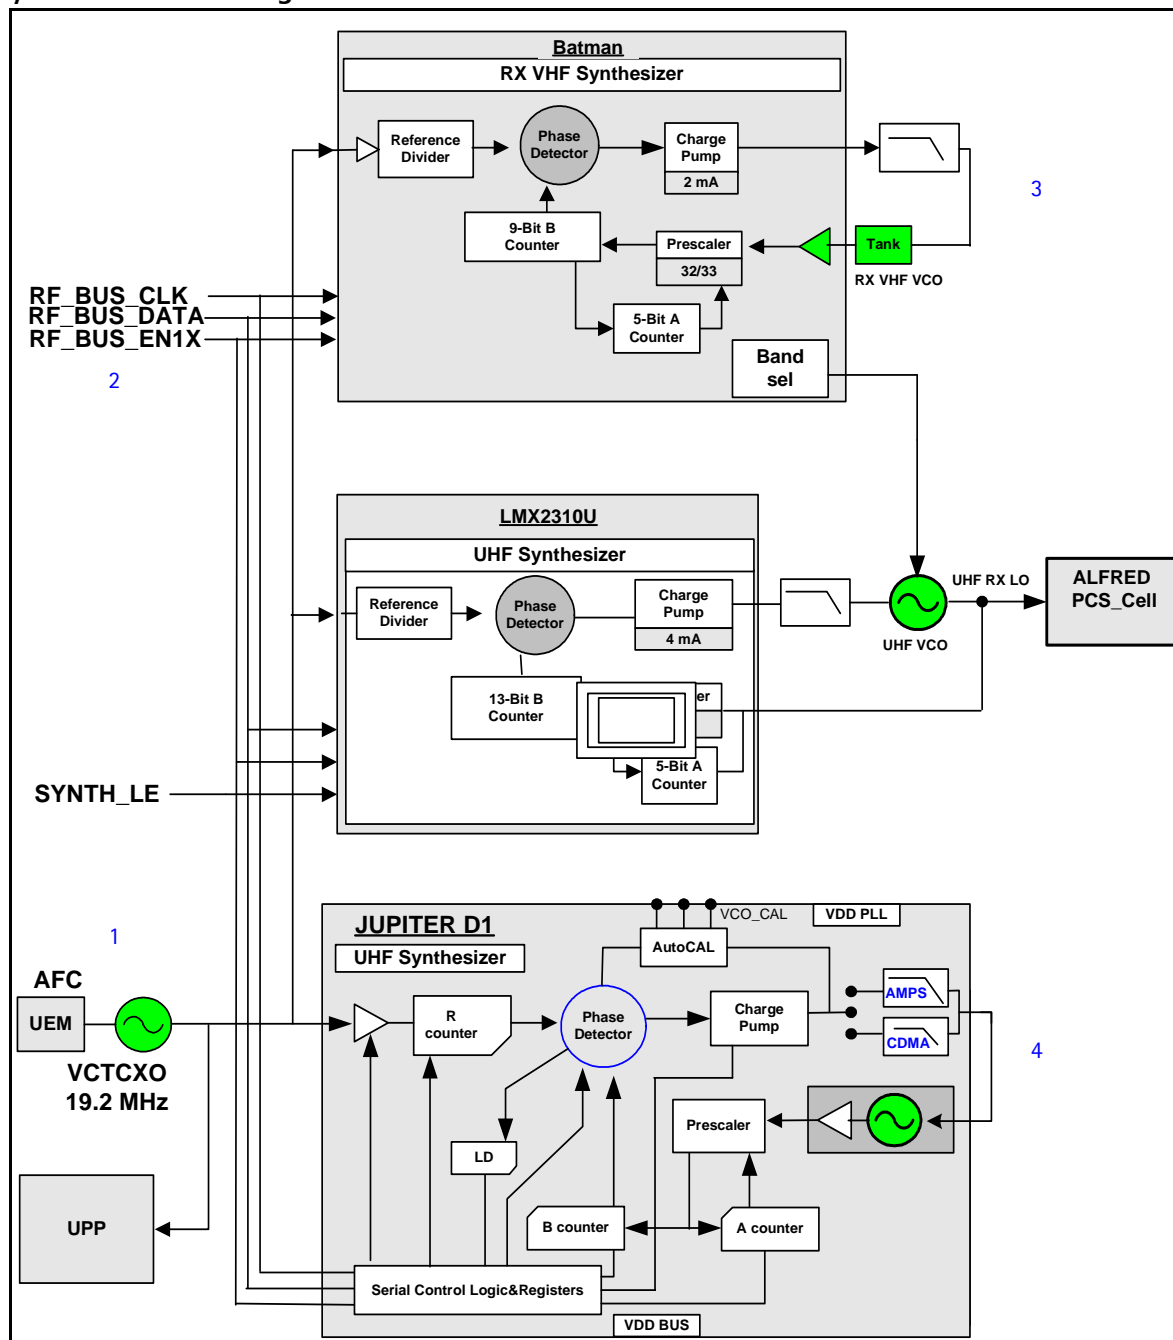 Batman
RX VHF Synthesizer
Reference
Divider
Phase
Detector
Charge
Pump
2 mA
3
9-Bit B
Counter
Prescaler
32/33
Tank
RX VHF VCO
5-Bit A
Counter
RF_BUS_CLK
RF_BUS_DATA
RF_BUS_EN1X
2
Band
sel
LMX2310U
UHF Synthesizer
Reference
Divider
Phase
Detector
Charge
Pump
4 mA
UHF VCO
UHF RX LO
ALFRED
PCS_Cell
13-Bit B
Counter
er
5-Bit A
Counter
SYNTH_LE
JUPITER D1
UHF Synthesizer
VCO_CAL
VDD PLL
AutoCAL
1
AFC
UEM
VCTCXO
19.2 MHz
R
counter
Phase
Detector
Charge
Pump
AMPS
CDMA
4
Prescaler
LD
B counter
A counter
UPP
Serial Control Logic&Registers
VDD BUS